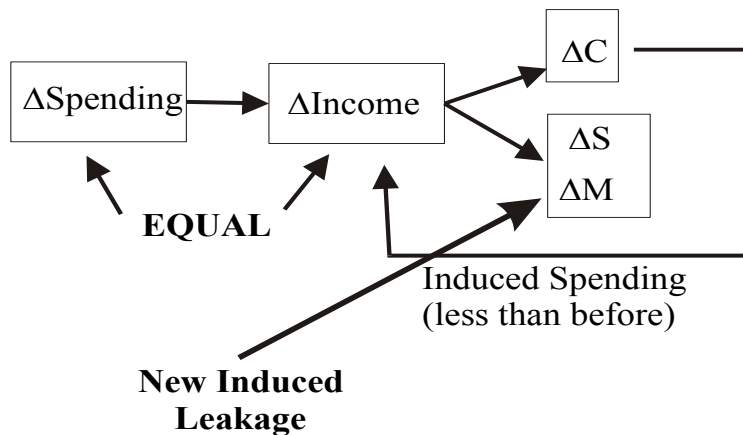 ΔC
ΔSpending
ΔIncome
ΔS
ΔM
EQUAL
Induced Spending
(less than before)
New Induced
Leakage